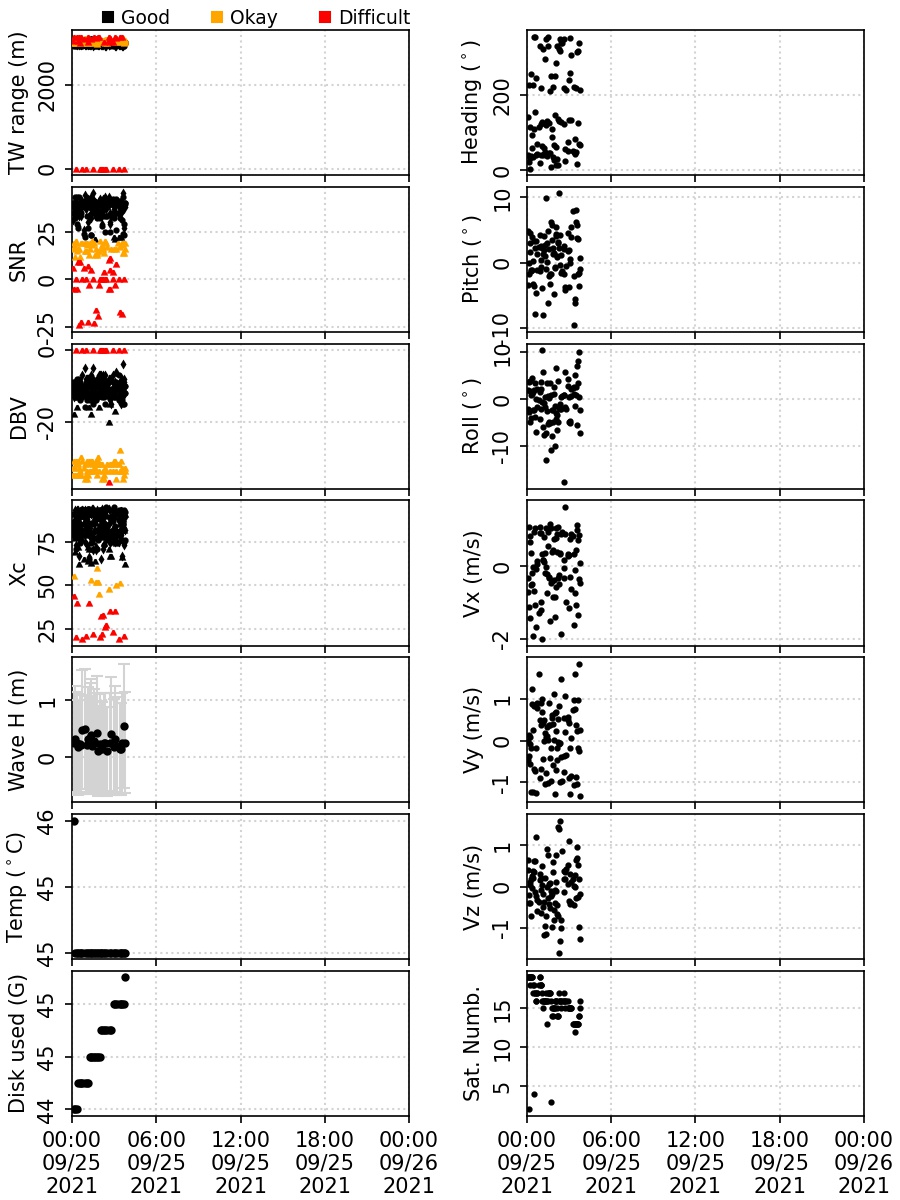 Good Okay Difficult
TW range (m)
2000
0
Heading (°)
200
0
SNR
25
0
-25
Pitch (°)
10
0
-10
DBV
0
-20
Roll (°)
10
0
-10
Xc
75
50
25
Vx (m/s)
0
-2
Wave H (m)
1
0
Vy (m/s)
1
0
-1
Temp (°C)
46
45
45
Vz (m/s)
1
0
-1
Disk used (G)
45
45
44
Sat. Numb.
15
10
5
00:00 06:00 12:00 18:00 00:00
09/25 09/25 09/25 09/25 09/26
2021 2021 2021 2021 2021
00:00 06:00 12:00 18:00 00:00
09/25 09/25 09/25 09/25 09/26
2021 2021 2021 2021 2021